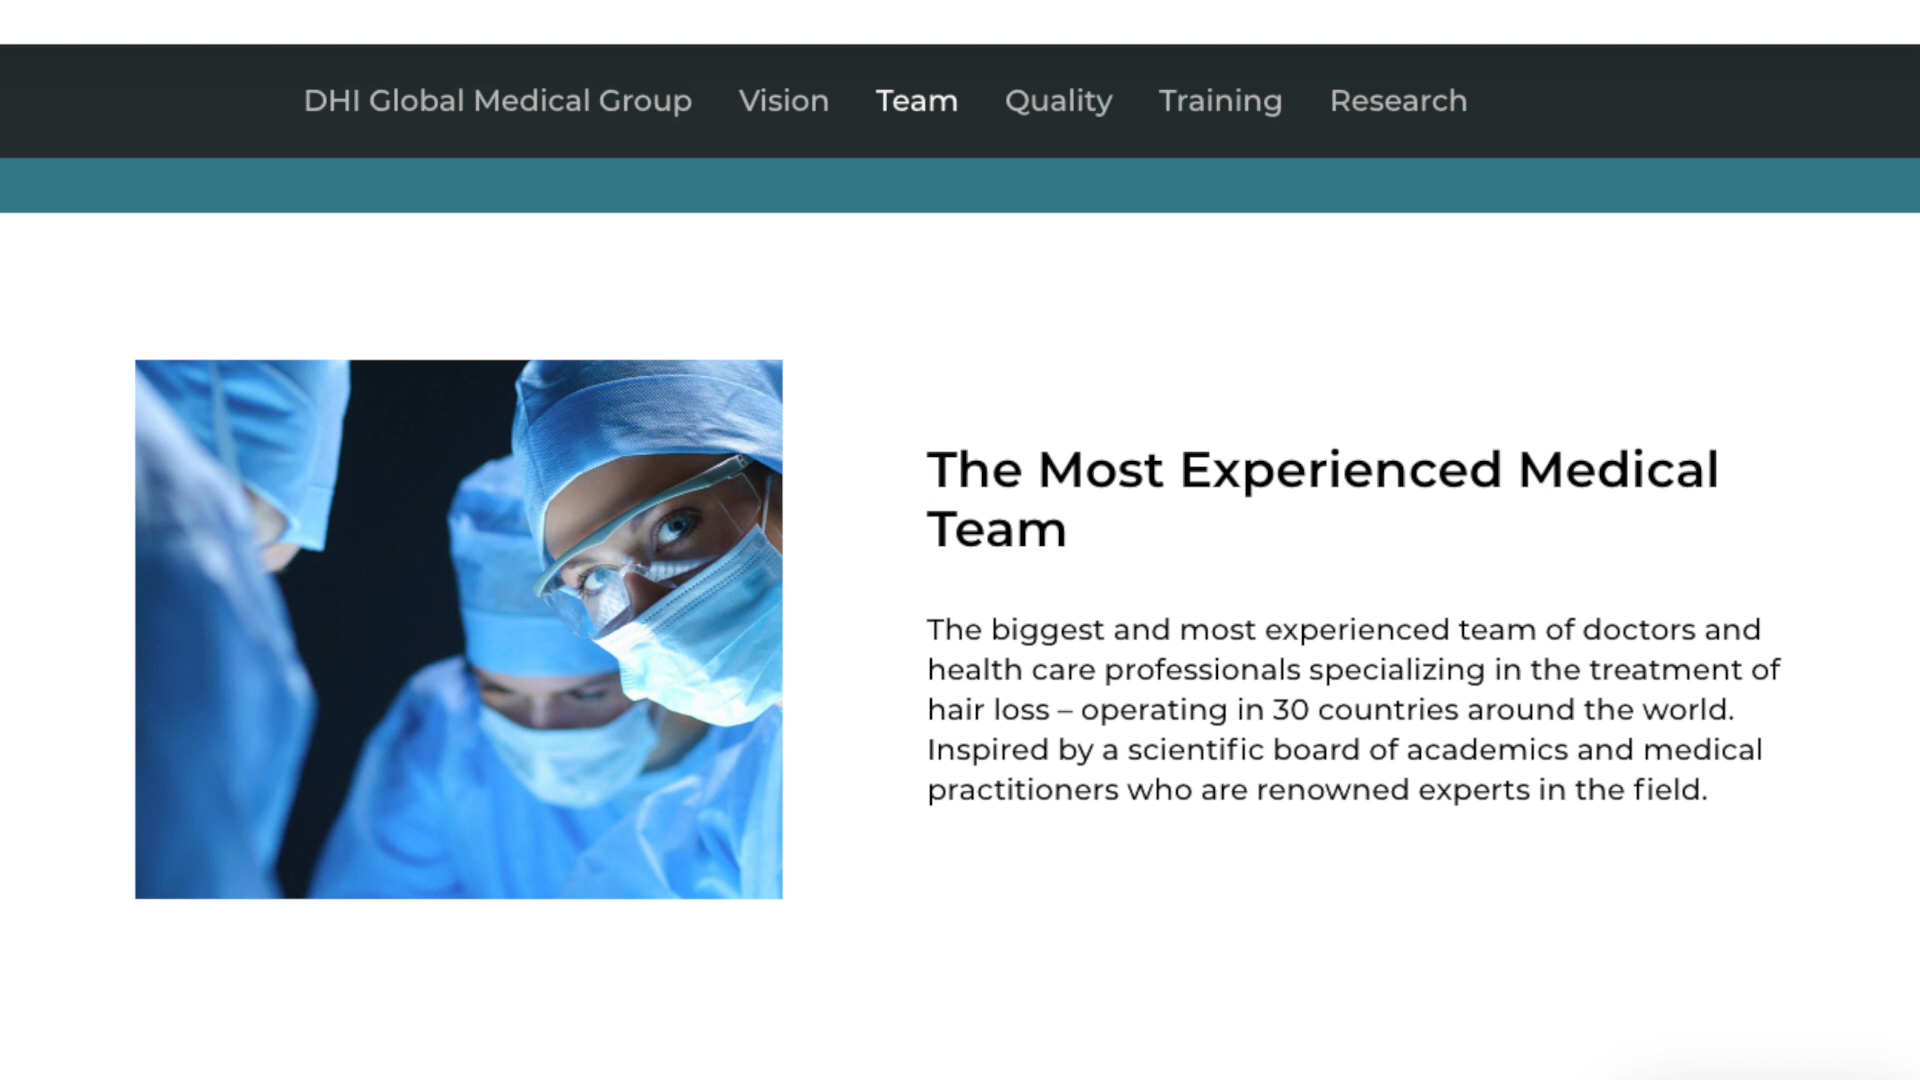 DHI Global Medical Group Vision Team Quality Training Research
The Most Experienced Medical
Team
The biggest and most experienced team of doctors and
health care professionals specializing in the treatment of
hair loss – operating in 30 countries around the world.
Inspired by a scientific board of academics and medical
practitioners who are renowned experts in the field.